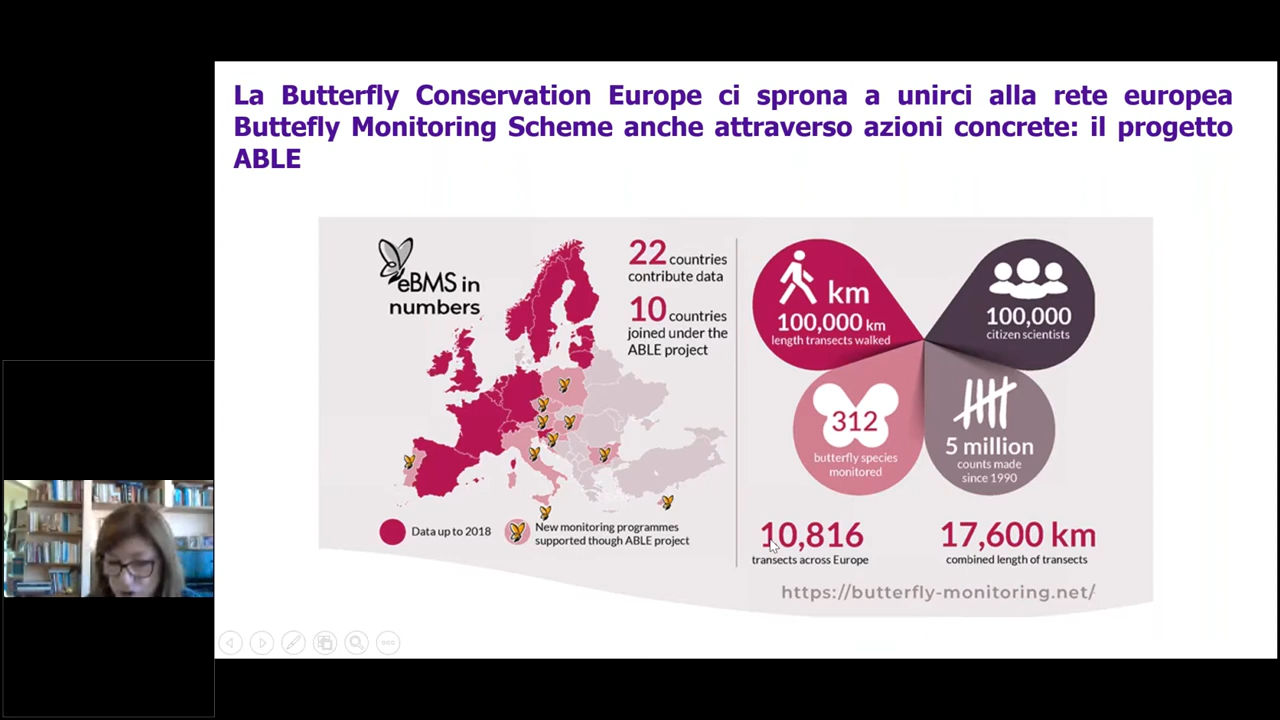 La Butterfly Conservation Europe ci sprona a unirci alla rete europea
Buttefly Monitoring Scheme anche attraverso azioni concrete: il progetto
ABLE
eBMS in
numbers
22 countries
contribute data
10 countries
joined under the
ABLE project
Data up to 2018
New monitoring programmes
supported though ABLE project
km
100,000 km
length transects walked
100,000
citizen scientists
312
butterfly species
monitored
5 million
counts made
since 1990
10,816
transects across Europe
17,600 km
combined length of transects
https://butterfly-monitoring.net/